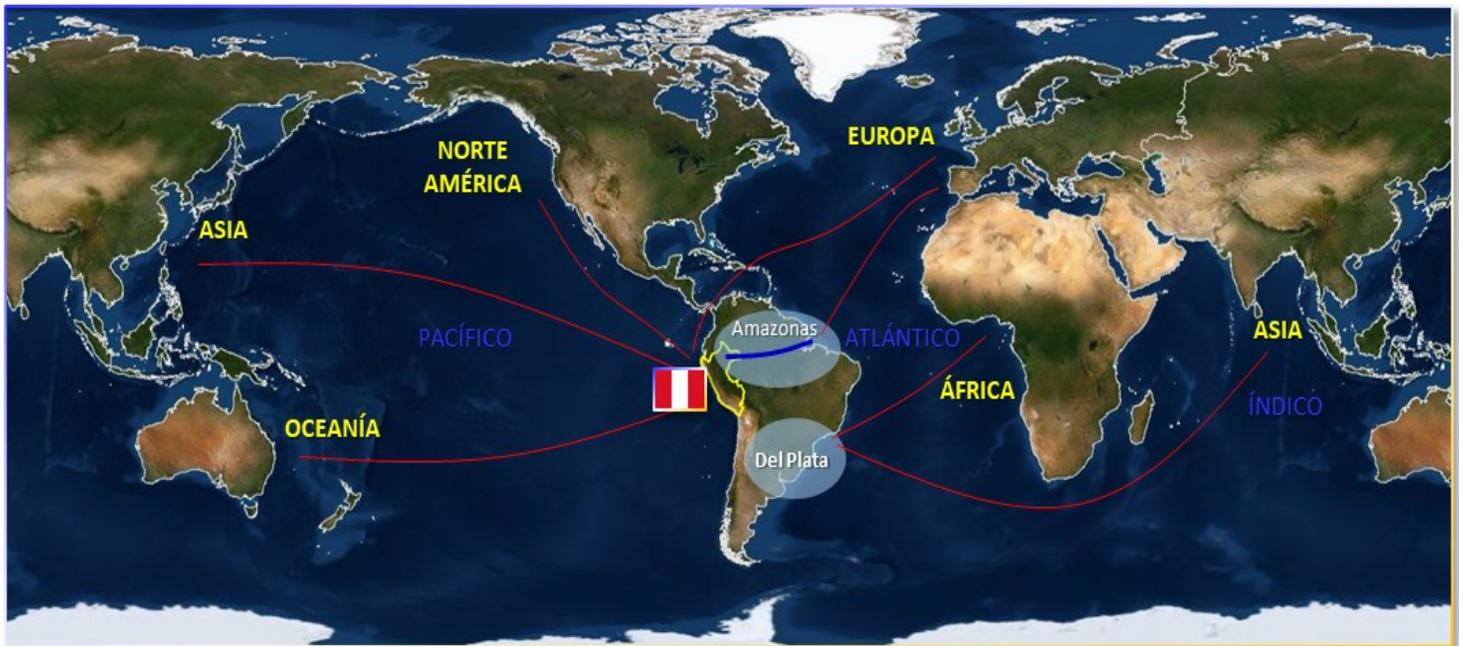 EUROPA
NORTE
AMÉRICA
ASIA
Amazonas
PACÍFICO
ATLÁNTICO
ASIA
ÁFRICA
ÍNDICO
OCEANÍA
Del Plata